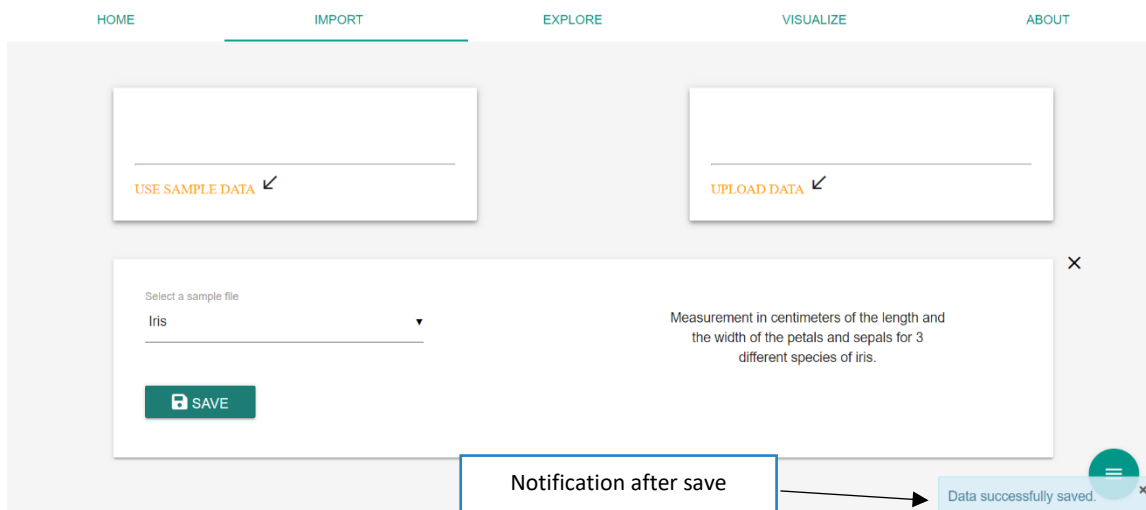 HOME IMPORT EXPLORE VISUALIZE ABOUT
USE SAMPLE DATA
UPLOAD DATA
Select a sample file
Iris
SAVE
Measurement in centimeters of the length and
the width of the petals and sepals for 3
different species of iris.
Notification after save
Data successfully saved.